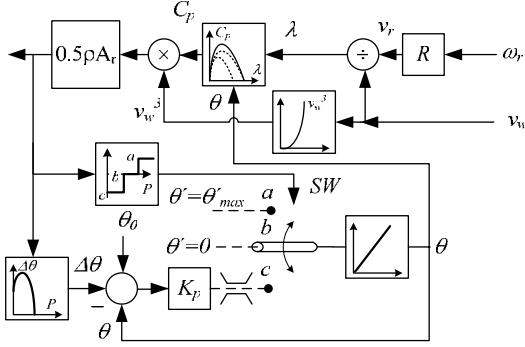 C_p
v_r
λ
0.5ρA_r
×
C_p
λ
÷
R
ω_r
θ
v_w^3
v_w^3
v_w
a
b
c
P
SW
θ'=θ'_max
a
θ_0
b
θ'=0
θ
Δθ
P
Δθ
−
K_p
c
θ